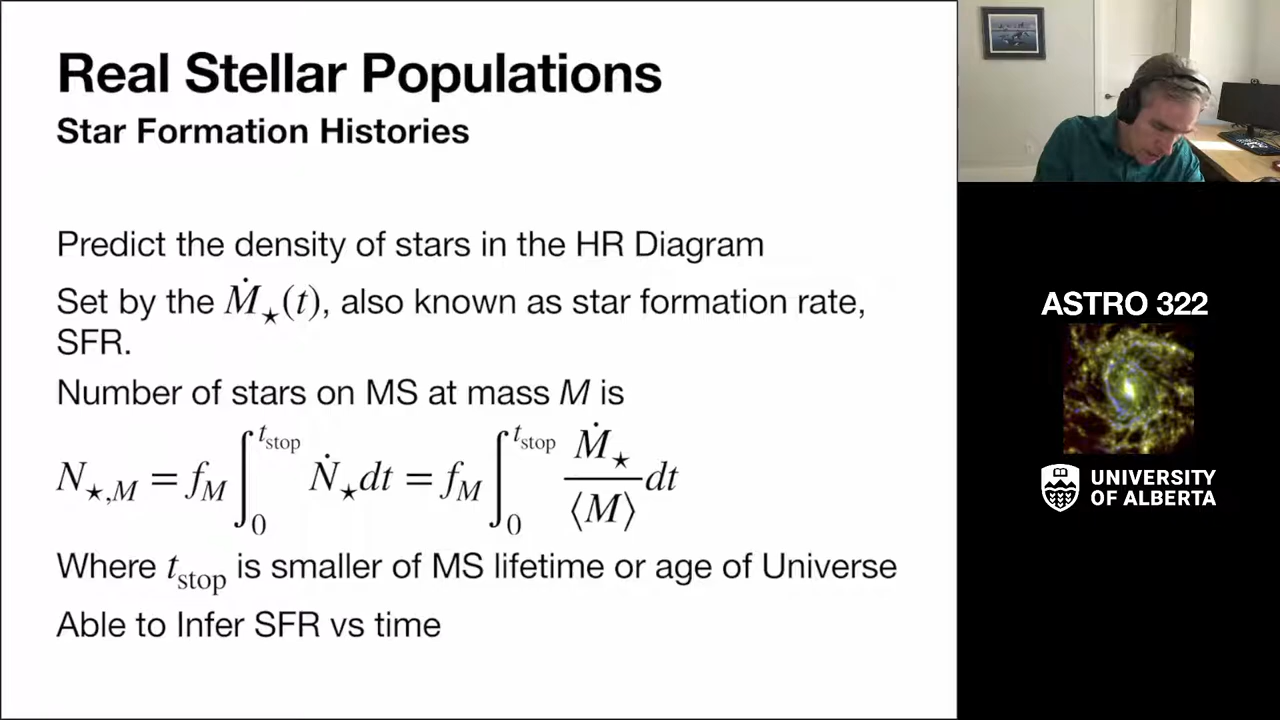 Real Stellar Populations
Star Formation Histories
Predict the density of stars in the HR Diagram
Set by the Ṁ⋆(t), also known as star formation rate,
SFR.
Number of stars on MS at mass M is
N⋆,M = f_M ∫₀^{t_stop} Ṅ⋆ dt = f_M ∫₀^{t_stop} Ṁ⋆/⟨M⟩ dt
Where t_stop is smaller of MS lifetime or age of Universe
Able to Infer SFR vs time
ASTRO 322
UNIVERSITY
OF ALBERTA